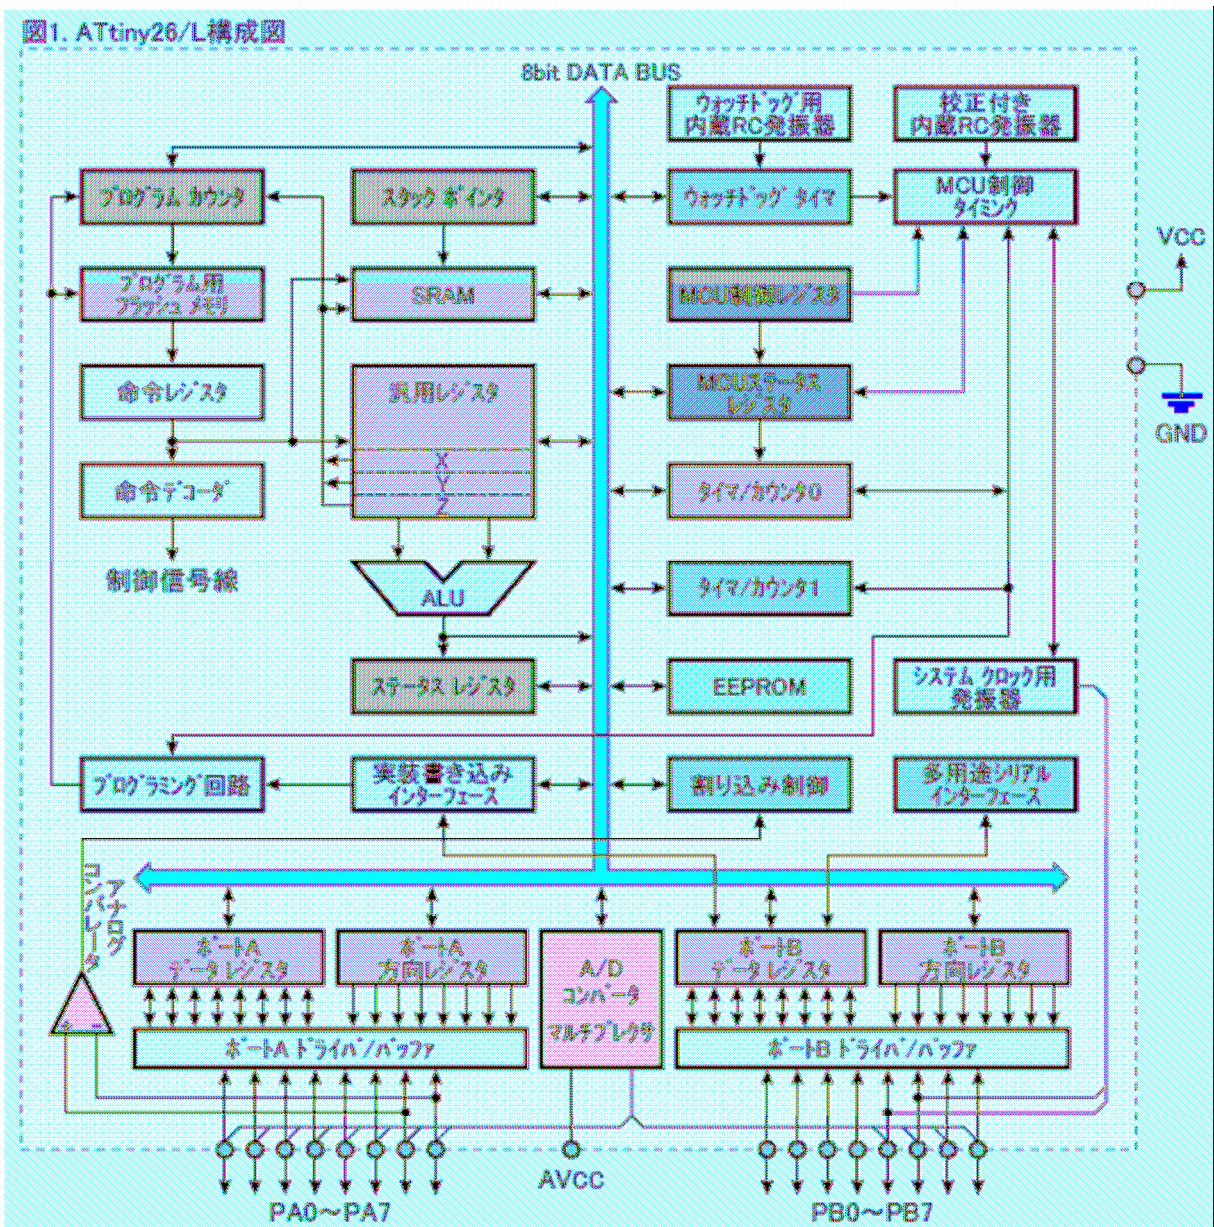 図1. ATtiny26/L構成図
8bit DATA BUS
ウォッチドッグ用
内蔵RC発振器
校正付き
内蔵RC発振器
プログラム カウンタ
スタック ポインタ
ウォッチドッグ タイマ
MCU制御
タイミング
VCC
プログラム用
フラッシュ メモリ
SRAM
MCU制御レジスタ
命令レジスタ
汎用レジスタ
X
Y
Z
MCUステータス
レジスタ
GND
命令デコーダ
タイマ/カウンタ0
制御信号線
ALU
タイマ/カウンタ1
ステータス レジスタ
EEPROM
システム クロック用
発振器
プログラミング回路
実装書き込み
インターフェース
割り込み制御
多用途シリアル
インターフェース
アナログ
コンパレータ
ポートA
データ レジスタ
ポートA
方向レジスタ
A/D
コンバータ
マルチプレクサ
ポートB
データ レジスタ
ポートB
方向レジスタ
+ −
ポートA ドライバ/バッファ
ポートB ドライバ/バッファ
AVCC
PA0～PA7
PB0～PB7